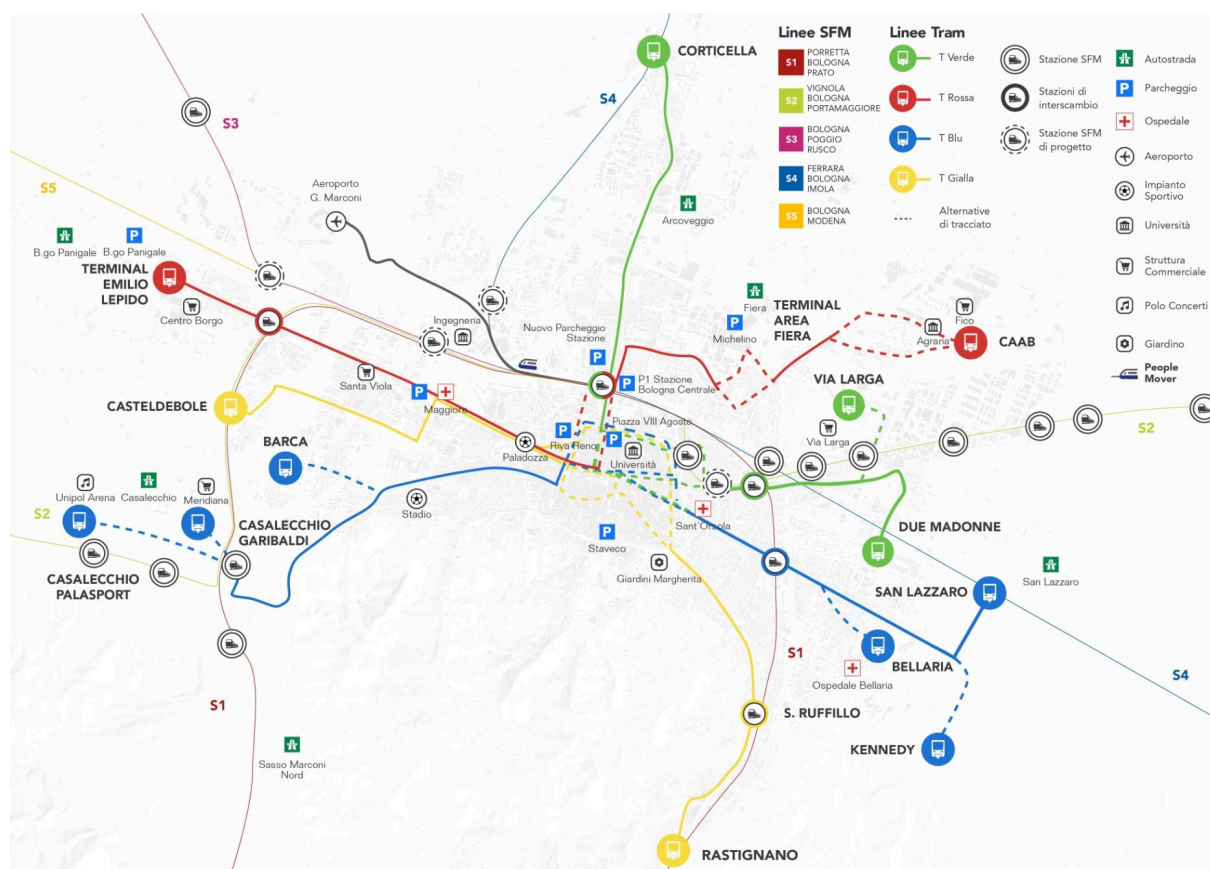 CORTICELLA
S4
S3
S5
Aeroporto
G. Marconi
Arcoveggio
B.go Panigale
B.go Panigale
TERMINAL
EMILIO
LEPIDO
Centro Borgo
Ingegneria
Nuovo Parcheggio
Stazione
Fiera
Michelino
TERMINAL
AREA
FIERA
Fico
Agraria
CAAB
Santa Viola
Maggiore
P1 Stazione
Bologna Centrale
VIA LARGA
CASTELDEBOLE
BARCA
Paladozza
Riva Reno
Piazza VIII Agosto
Università
Via Larga
S2
Unipol Arena
Casalecchio
Meridiana
Stadio
S2
CASALECCHIO
GARIBALDI
Sant'Orsola
Staveco
DUE MADONNE
CASALECCHIO
PALASPORT
Giardini Margherita
SAN LAZZARO
San Lazzaro
S1
BELLARIA
Ospedale Bellaria
S4
S1
S. RUFFILLO
KENNEDY
Sasso Marconi
Nord
RASTIGNANO
Linee SFM
S1
PORRETTA
BOLOGNA
PRATO
S2
VIGNOLA
BOLOGNA
PORTAMAGGIORE
S3
BOLOGNA
POGGIO
RUSCO
S4
FERRARA
BOLOGNA
IMOLA
S5
BOLOGNA
MODENA
Linee Tram
T Verde
T Rossa
T Blu
T Gialla
Alternative
di tracciato
Stazione SFM
Stazioni di
interscambio
Stazione SFM
di progetto
Autostrada
P
Parcheggio
Ospedale
Aeroporto
Impianto
Sportivo
Università
Struttura
Commerciale
Polo Concerti
Giardino
People
Mover